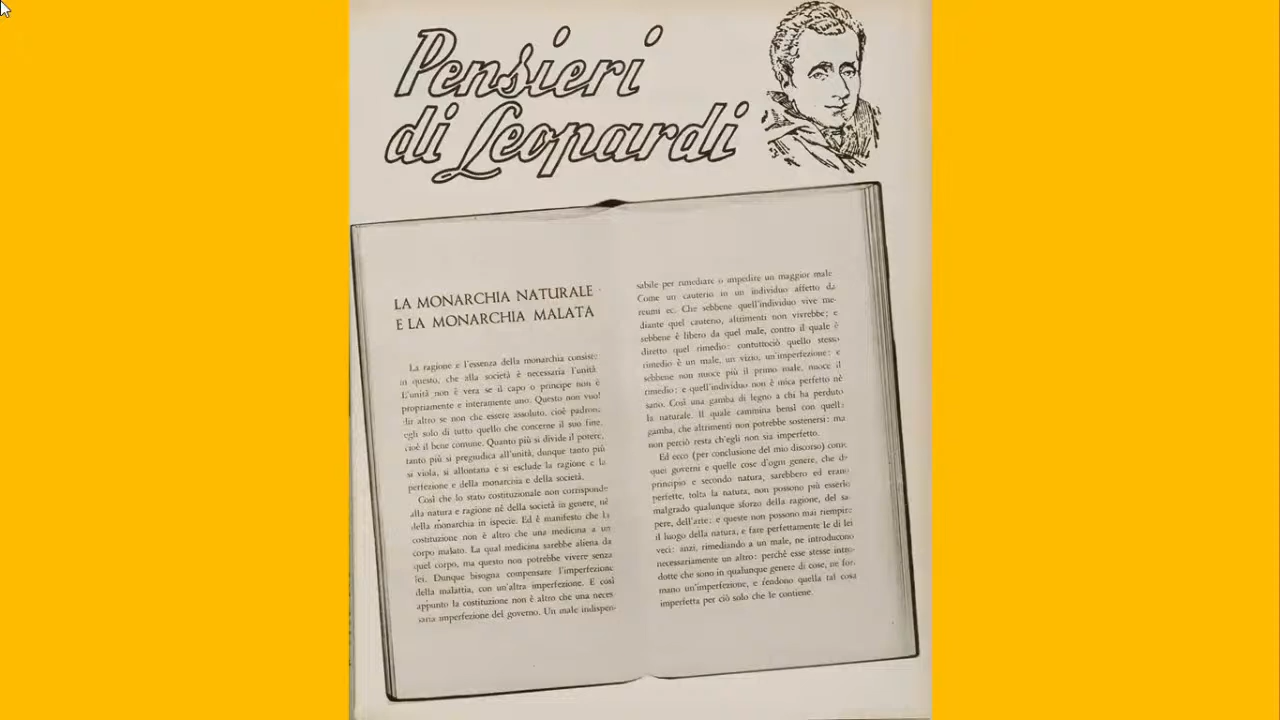 Pensieri
di Leopardi
LA MONARCHIA NATURALE
E LA MONARCHIA MALATA
La ragione e l'essenza della monarchia consiste
in questo, che alla società è necessaria l'unità.
L'unità non è vera se il capo o principe non è
propriamente e interamente uno. Questo non vuol
dir altro se non che essere assoluto, cioè padrone
egli solo di tutto quello che concerne il suo fine,
cioè il bene comune. Quanto più si divide il potere,
tanto più si pregiudica all'unità, dunque tanto più
si viola, si allontana e si esclude la ragione e la
perfezione e della monarchia e della società.
Così che lo stato costituzionale non corrisponde
alla natura e ragione nè della società in genere, nè
della monarchia in ispecie. Ed è manifesto che la
costituzione non è altro che una medicina a un
corpo malato. La qual medicina sarebbe aliena da
quel corpo, ma questo non potrebbe vivere senza
lei. Dunque bisogna compensare l'imperfezione
della malattia, con un'altra imperfezione. E così
appunto la costituzione non è altro che una neces
saria imperfezione del governo. Un male indispen-
sabile per rimediare o impedire un maggior male
Come un cauterio in un individuo affetto da
reumi ec. Che sebbene quell'individuo vive me-
diante quel cauterio, altrimenti non vivrebbe; e
sebbene è libero da quel male, contro il quale è
diretto quel rimedio: contuttociò quello stesso
rimedio è un male, un vizio, un'imperfezione: e
sebbene non nuoce più il primo male, nuoce il
rimedio: e quell'individuo non è mica perfetto nè
sano. Così una gamba di legno a chi ha perduto
la naturale. Il quale cammina bensì con quella
gamba, che altrimenti non potrebbe sostenersi: ma
non perciò resta ch'egli non sia imperfetto.
Ed ecco (per conclusione del mio discorso) come
quei governi e quelle cose d'ogni genere, che da
principio e secondo natura, sarebbero ed erano
perfette, tolta la natura, non possono più esserlo
malgrado qualunque sforzo della ragione, del sa-
pere, dell'arte: e queste non possono mai riempire
il luogo della natura, e fare perfettamente le di lei
veci: anzi, rimediando a un male, ne introducono
necessariamente un altro: perchè esse stesse intro-
dotte che sono in qualunque genere di cose, ne for-
mano un'imperfezione, e rendono quella tal cosa
imperfetta per ciò solo che le contiene.